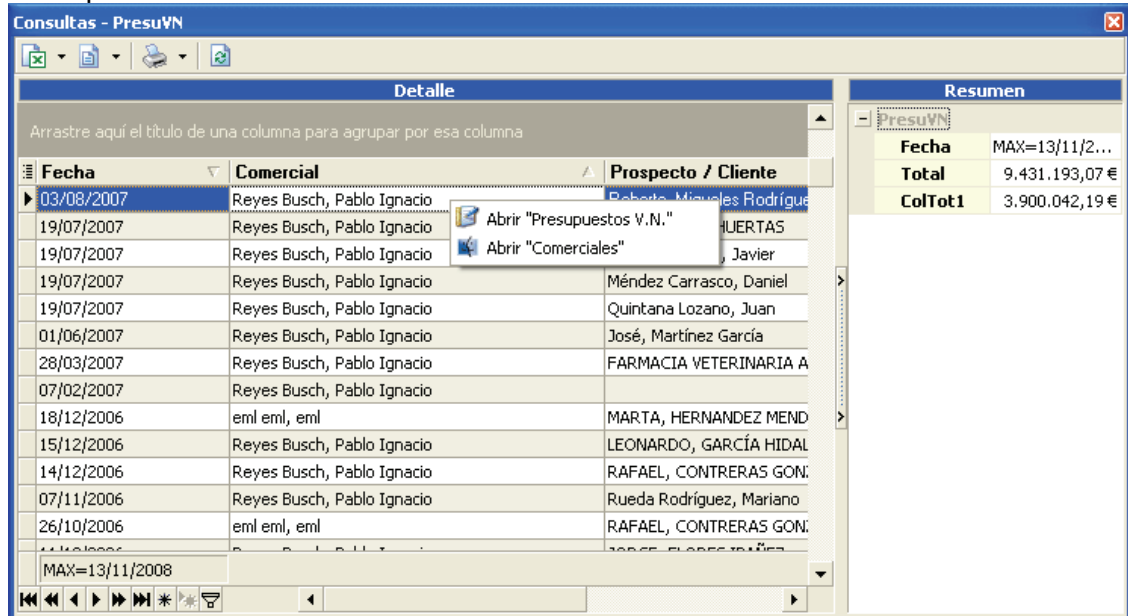 Consultas - PresuVN
Detalle
Resumen
Arrastre aquí el título de una columna para agrupar por esa columna
PresuVN
Fecha MAX=13/11/2...
Total 9.431.193,07 €
ColTot1 3.900.042,19 €
Fecha Comercial Prospecto / Cliente
03/08/2007 Reyes Busch, Pablo Ignacio Roberto, Migueles Rodrígue
Abrir "Presupuestos V.N."
Abrir "Comerciales"
19/07/2007 Reyes Busch, Pablo Ignacio HUERTAS
19/07/2007 Reyes Busch, Pablo Ignacio , Javier
19/07/2007 Reyes Busch, Pablo Ignacio Méndez Carrasco, Daniel
19/07/2007 Reyes Busch, Pablo Ignacio Quintana Lozano, Juan
01/06/2007 Reyes Busch, Pablo Ignacio José, Martínez García
28/03/2007 Reyes Busch, Pablo Ignacio FARMACIA VETERINARIA A
07/02/2007 Reyes Busch, Pablo Ignacio
18/12/2006 eml eml, eml MARTA, HERNANDEZ MEND
15/12/2006 Reyes Busch, Pablo Ignacio LEONARDO, GARCÍA HIDAL
14/12/2006 Reyes Busch, Pablo Ignacio RAFAEL, CONTRERAS GON
07/11/2006 Reyes Busch, Pablo Ignacio Rueda Rodríguez, Mariano
26/10/2006 eml eml, eml RAFAEL, CONTRERAS GON
MAX=13/11/2008